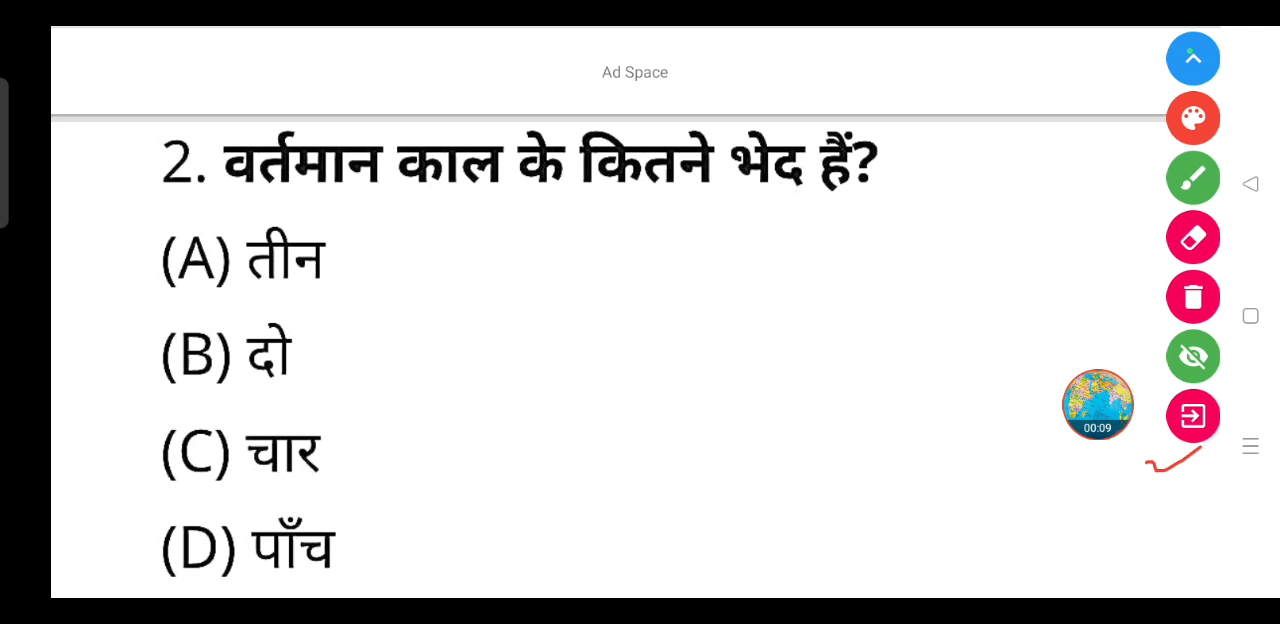 Ad Space
2. वर्तमान काल के कितने भेद हैं?
(A) तीन
(B) दो
(C) चार
(D) पाँच
00:09